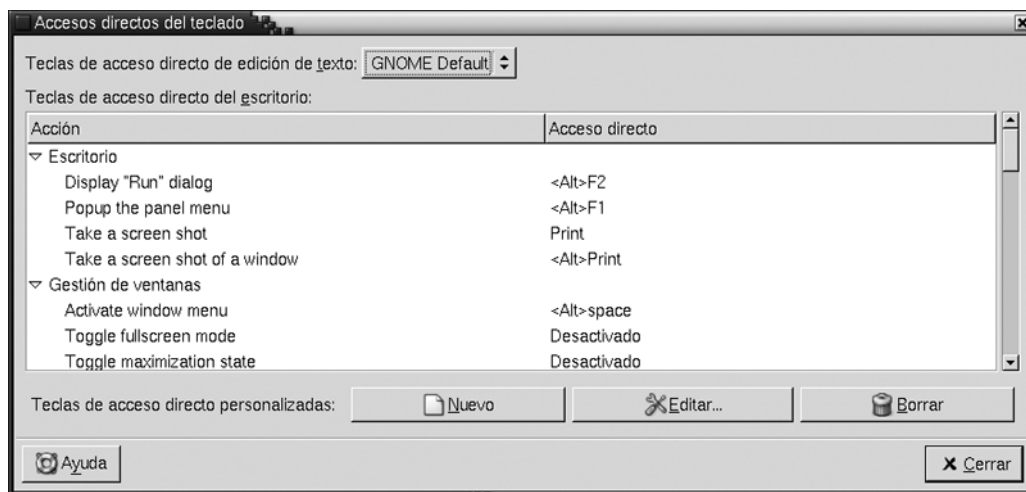 Accesos directos del teclado
Teclas de acceso directo de edición de texto: GNOME Default
Teclas de acceso directo del escritorio:
Acción Acceso directo
Escritorio
Display "Run" dialog <Alt>F2
Popup the panel menu <Alt>F1
Take a screen shot Print
Take a screen shot of a window <Alt>Print
Gestión de ventanas
Activate window menu <Alt>space
Toggle fullscreen mode Desactivado
Toggle maximization state Desactivado
Teclas de acceso directo personalizadas: Nuevo Editar... Borrar
Ayuda Cerrar